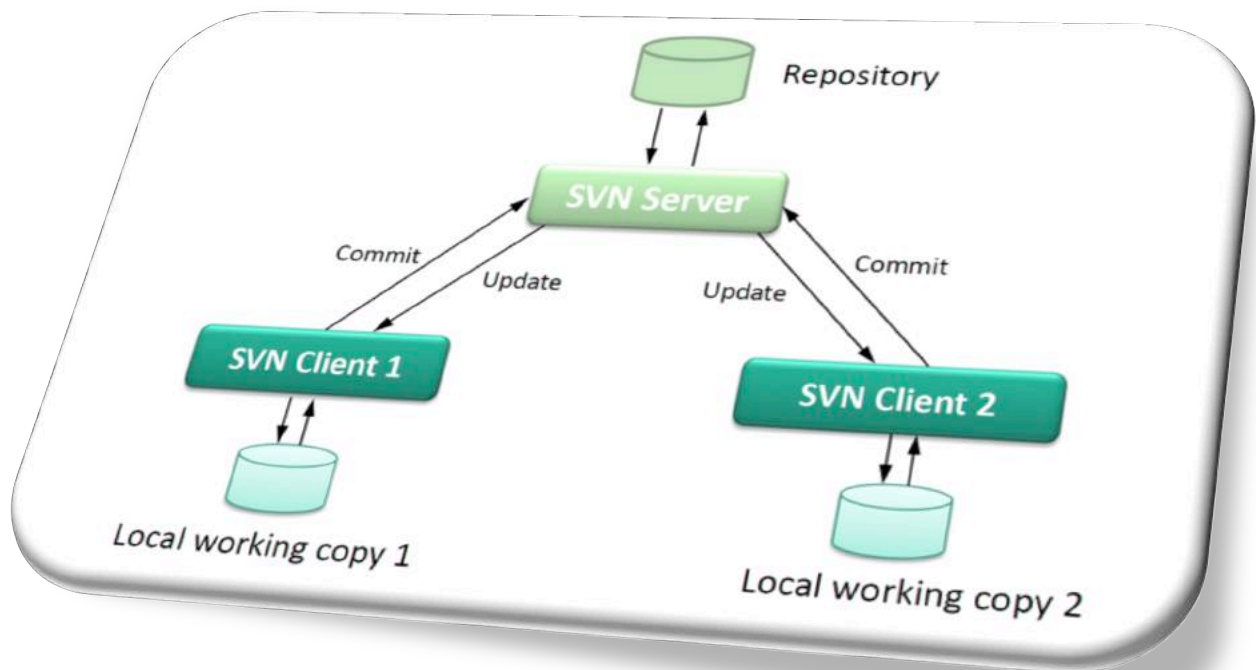 Repository
SVN Server
Commit
Update
Update
Commit
SVN Client 1
SVN Client 2
Local working copy 1
Local working copy 2